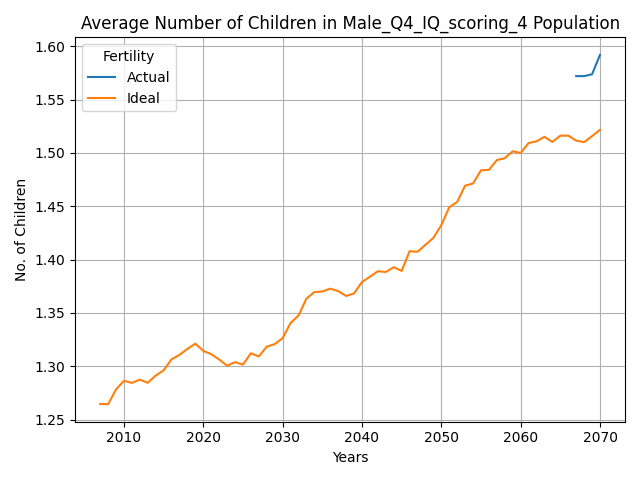 Average Number of Children in Male_Q4_IQ_scoring_4 Population
Fertility
Actual
Ideal
No. of Children
1.60
1.55
1.50
1.45
1.40
1.35
1.30
1.25
2010 2020 2030 2040 2050 2060 2070
Years